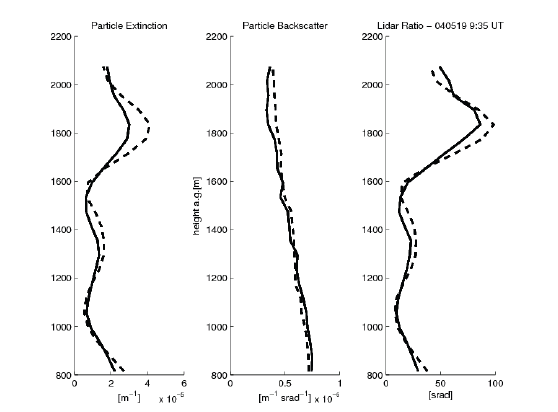 Particle Extinction
2200
2000
1800
1600
1400
1200
1000
800
0 2 4 6
[m⁻¹] x 10⁻⁵
Particle Backscatter
height a.g.[m]
2200
2000
1800
1600
1400
1200
1000
800
0 0.5 1
[m⁻¹ srad⁻¹] x 10⁻⁵
Lidar Ratio – 040519 9:35 UT
2200
2000
1800
1600
1400
1200
1000
800
0 50 100
[srad]